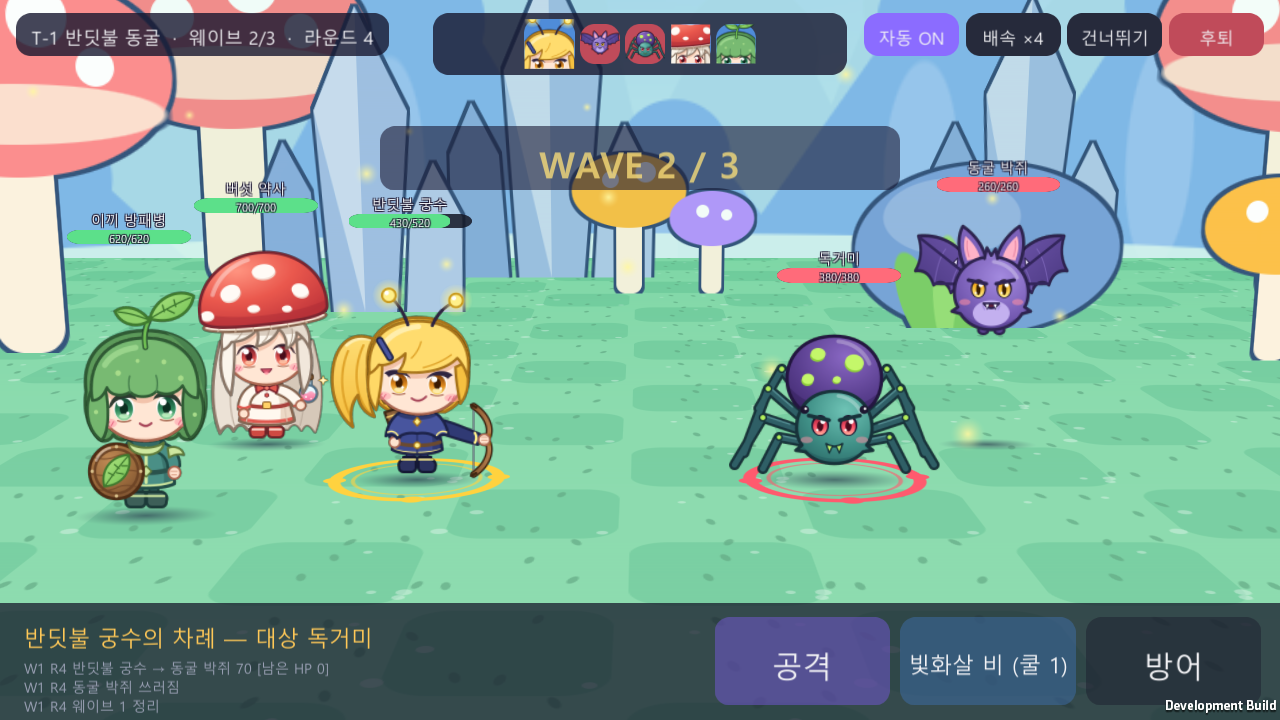 T-1 반딧불 동굴 · 웨이브 2/3 · 라운드 4
자동 ON
배속 ×4
건너뛰기
후퇴
WAVE 2 / 3
동굴 박쥐
260/260
버섯 약사
700/700
반딧불 궁수
430/520
이끼 방패병
620/620
독거미
380/380
반딧불 궁수의 차례 — 대상 독거미
W1 R4 반딧불 궁수 → 동굴 박쥐 70 [남은 HP 0]
W1 R4 동굴 박쥐 쓰러짐
W1 R4 웨이브 1 정리
공격
빛화살 비 (쿨 1)
방어
Development Build